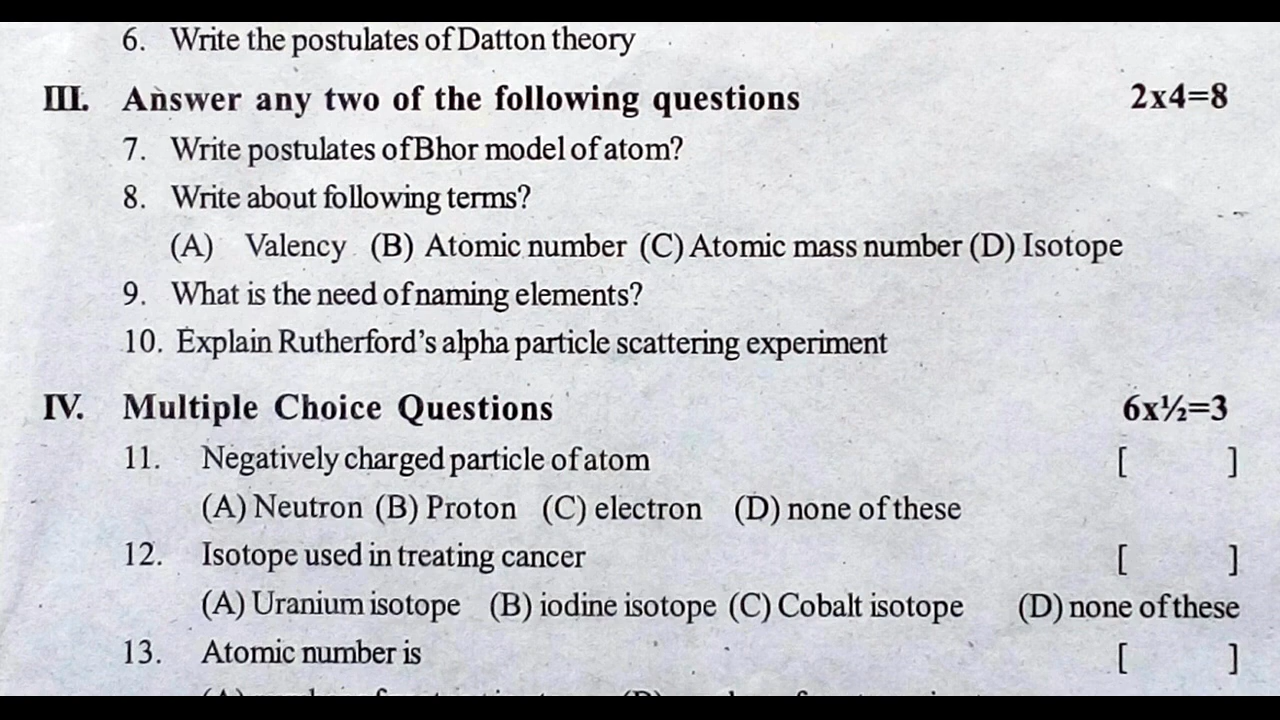 6. Write the postulates of Datton theory
III. Answer any two of the following questions 2x4=8
7. Write postulates of Bhor model of atom?
8. Write about following terms?
(A) Valency (B) Atomic number (C) Atomic mass number (D) Isotope
9. What is the need of naming elements?
10. Explain Rutherford's alpha particle scattering experiment
IV. Multiple Choice Questions 6x½=3
11. Negatively charged particle of atom [ ]
(A) Neutron (B) Proton (C) electron (D) none of these
12. Isotope used in treating cancer [ ]
(A) Uranium isotope (B) iodine isotope (C) Cobalt isotope (D) none of these
13. Atomic number is [ ]